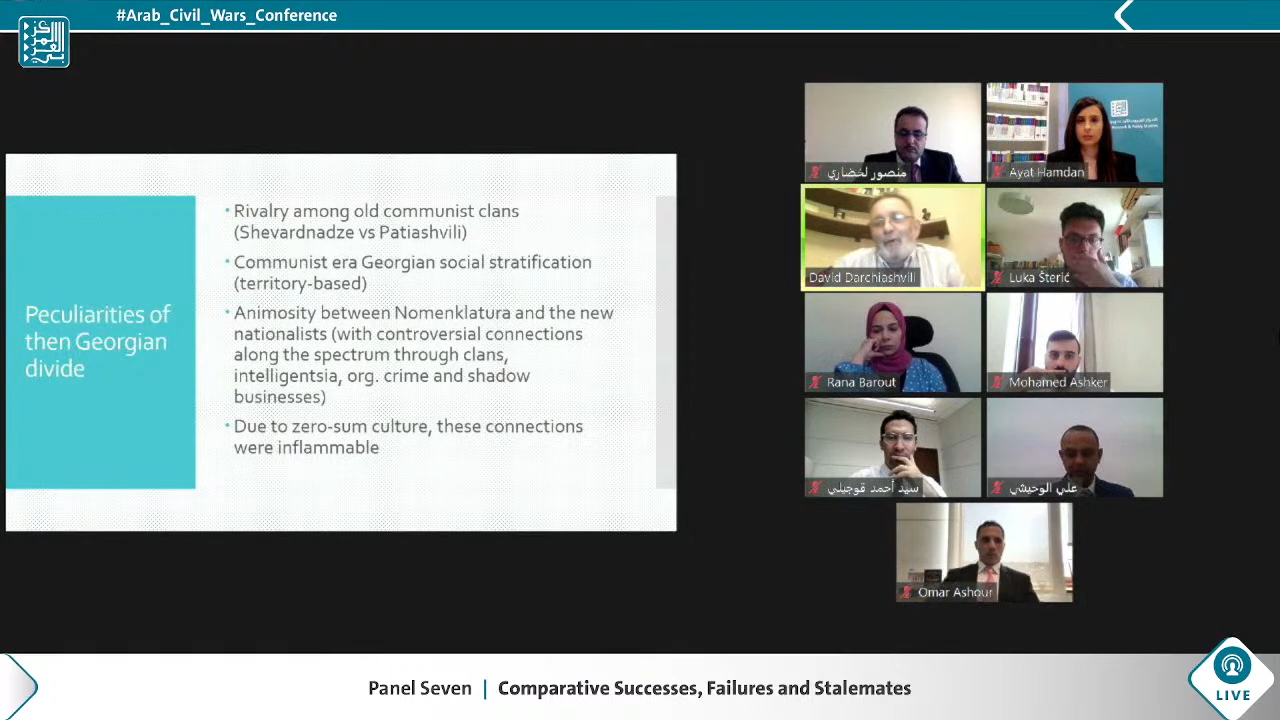 #Arab_Civil_Wars_Conference
Peculiarities of
then Georgian
divide
• Rivalry among old communist clans
(Shevardnadze vs Patiashvili)
• Communist era Georgian social stratification
(territory-based)
• Animosity between Nomenklatura and the new
nationalists (with controversial connections
along the spectrum through clans,
intelligentsia, org. crime and shadow
businesses)
• Due to zero-sum culture, these connections
were inflammable
منصور لخضاري
Ayat Hamdan
David Darchiashvili
Luka Šterić
Rana Barout
Mohamed Ashker
سيد أحمد قوجيلي
علي الوحيشي
Omar Ashour
Panel Seven | Comparative Successes, Failures and Stalemates
LIVE